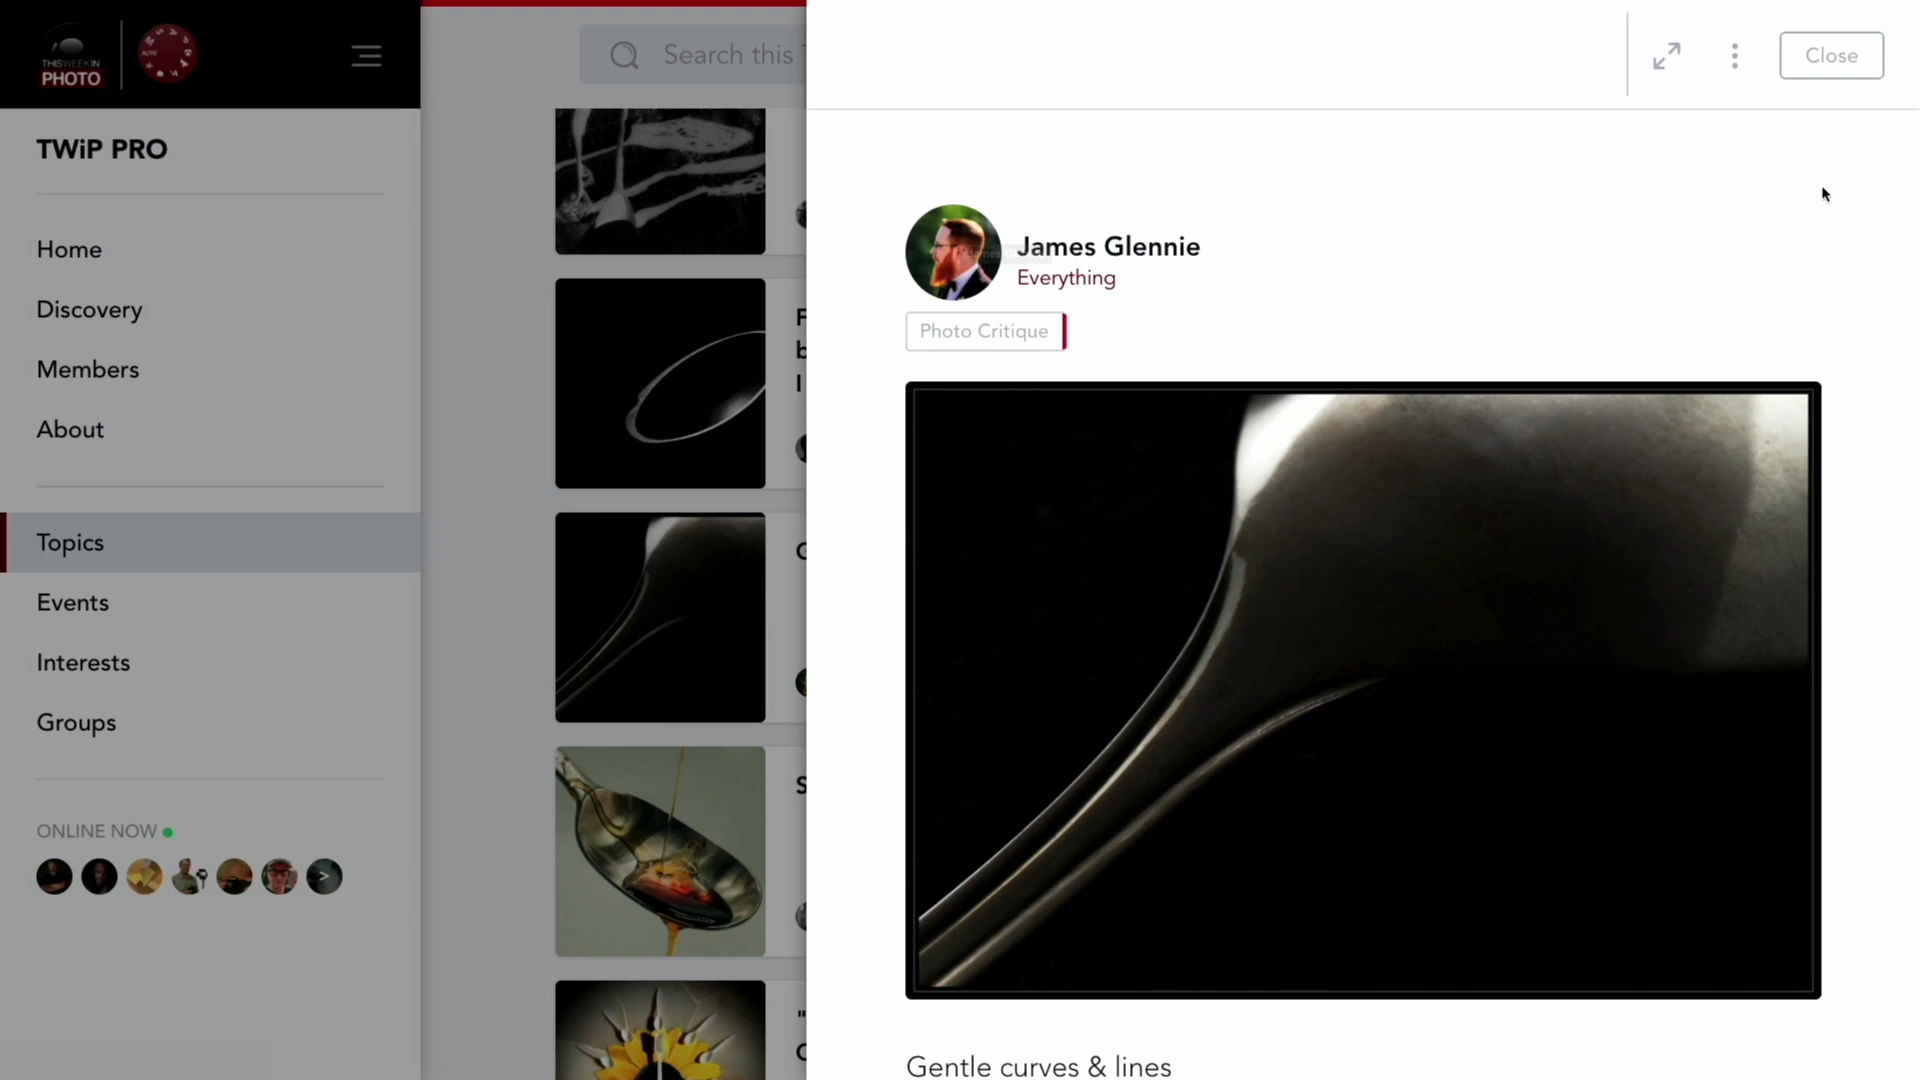 THIS WEEK IN
PHOTO
AUTO
Search this
Close
TWiP PRO
Home
Discovery
Members
About
Topics
Events
Interests
Groups
ONLINE NOW
>
James Glennie
Everything
Photo Critique
Gentle curves & lines